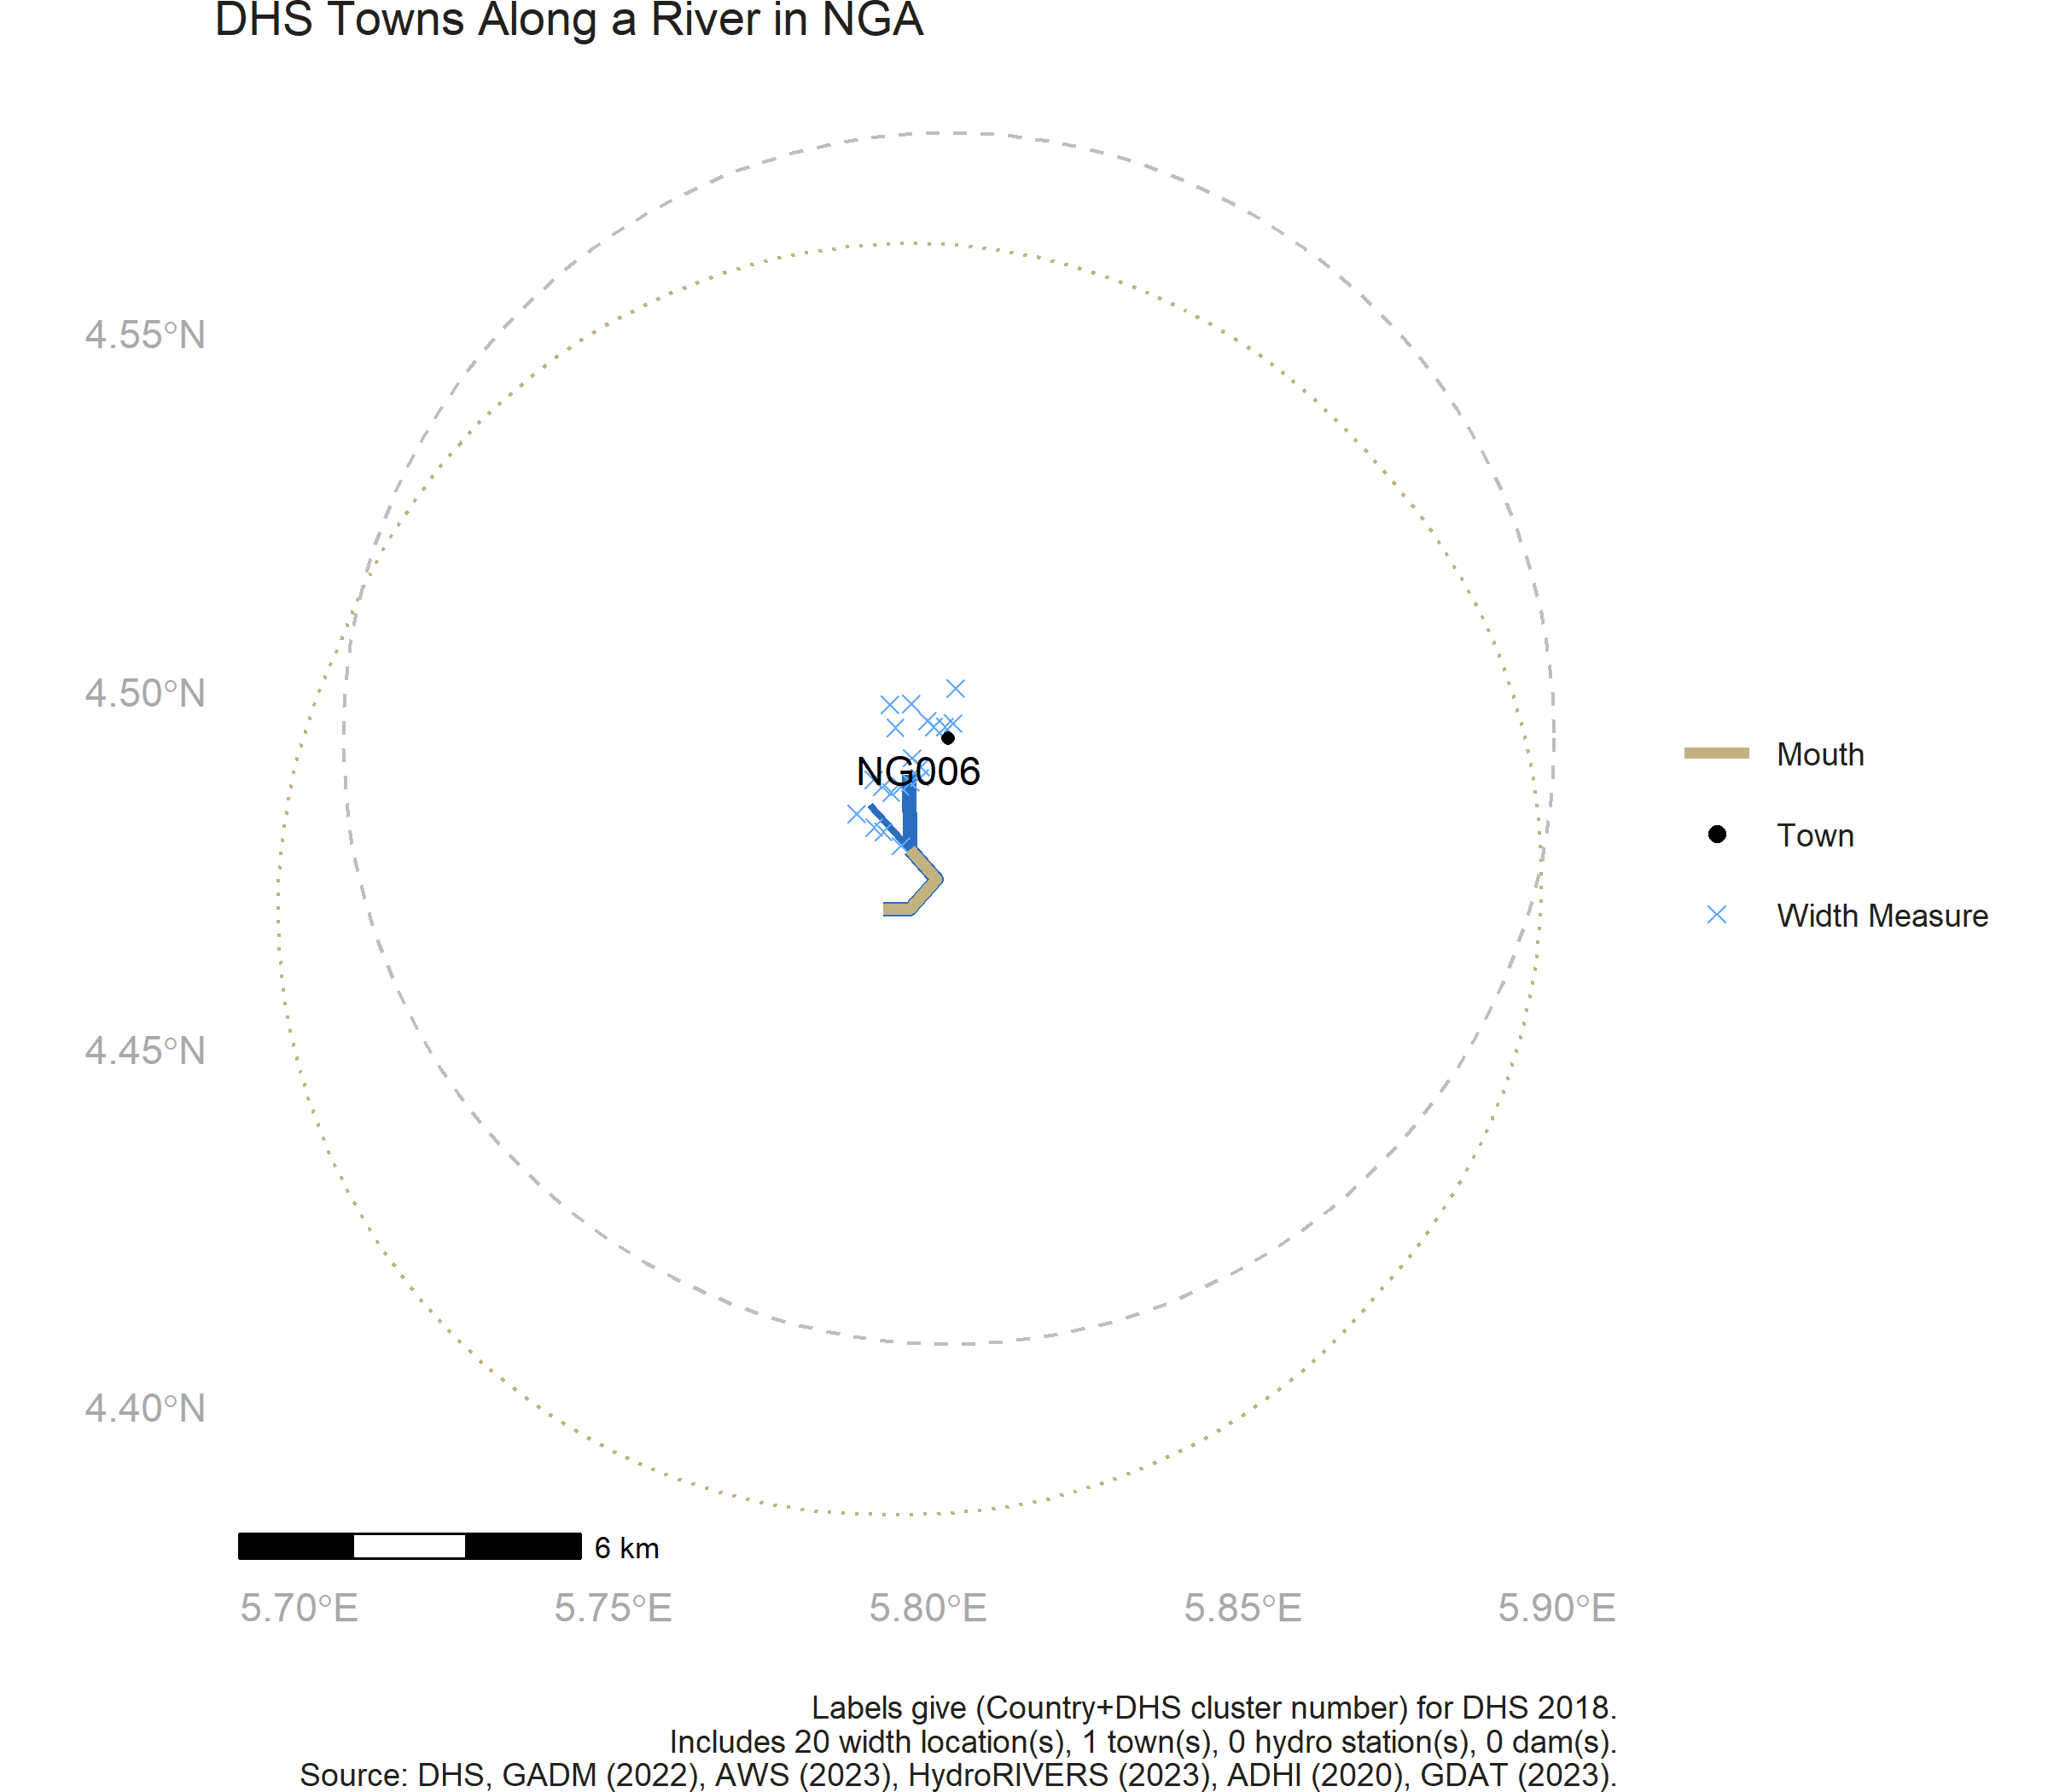 DHS Towns Along a River in NGA
4.55°N
4.50°N
4.45°N
4.40°N
NG006
Mouth
Town
Width Measure
6 km
5.70°E 5.75°E 5.80°E 5.85°E 5.90°E
Labels give (Country+DHS cluster number) for DHS 2018.
Includes 20 width location(s), 1 town(s), 0 hydro station(s), 0 dam(s).
Source: DHS, GADM (2022), AWS (2023), HydroRIVERS (2023), ADHI (2020), GDAT (2023).